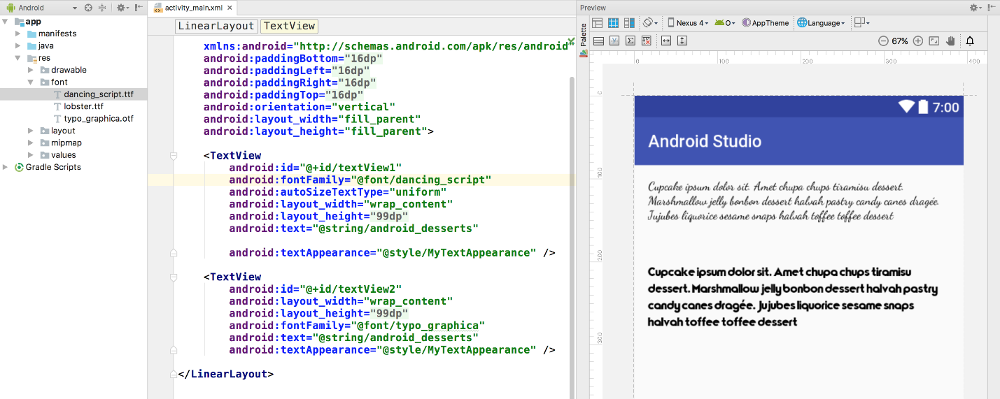 Android
app
manifests
java
res
drawable
font
dancing_script.ttf
lobster.ttf
typo_graphica.otf
layout
mipmap
values
Gradle Scripts
activity_main.xml
LinearLayout
TextView
xmlns:android="http://schemas.android.com/apk/res/android"
android:paddingBottom="16dp"
android:paddingLeft="16dp"
android:paddingRight="16dp"
android:paddingTop="16dp"
android:orientation="vertical"
android:layout_width="fill_parent"
android:layout_height="fill_parent">
<TextView
android:id="@+id/textView1"
android:fontFamily="@font/dancing_script"
android:autoSizeTextType="uniform"
android:layout_width="wrap_content"
android:layout_height="99dp"
android:text="@string/android_desserts"
android:textAppearance="@style/MyTextAppearance" />
<TextView
android:id="@+id/textView2"
android:layout_width="wrap_content"
android:layout_height="99dp"
android:fontFamily="@font/typo_graphica"
android:text="@string/android_desserts"
android:textAppearance="@style/MyTextAppearance" />
</LinearLayout>
Preview
Palette
Nexus 4 O AppTheme Language
67%
0 100 200 300 400
0
100
200
300
7:00
Android Studio
Cupcake ipsum dolor sit. Amet chupa chups tiramisu dessert.
Marshmallow jelly bonbon dessert halvah pastry candy canes dragée.
Jujubes liquorice sesame snaps halvah toffee toffee dessert
Cupcake ipsum dolor sit. Amet chupa chups tiramisu
dessert. Marshmallow jelly bonbon dessert halvah pastry
candy canes dragée. Jujubes liquorice sesame snaps
halvah toffee toffee dessert